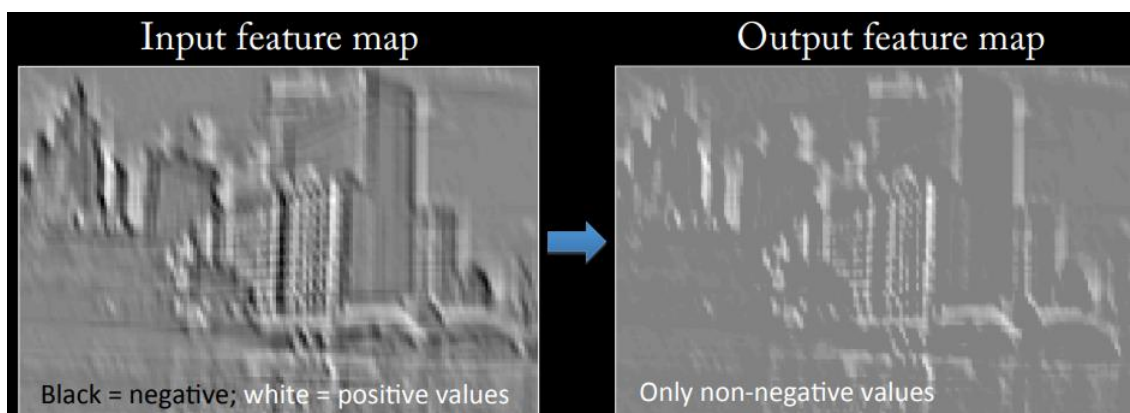 Input feature map
Output feature map
Black = negative; white = positive values
Only non-negative values